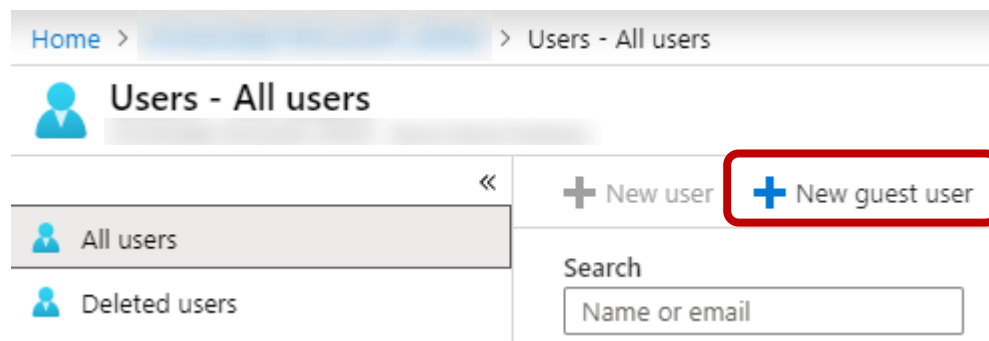 Home > > Users - All users
Users - All users
«
New user New guest user
All users
Search
Deleted users
Name or email